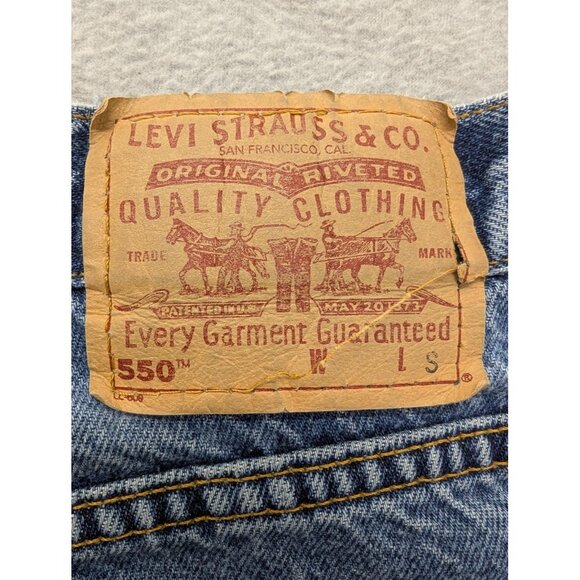 LEVI STRAUSS & CO.
SAN FRANCISCO, CAL.
ORIGINAL RIVETED
QUALITY CLOTHING
TRADE MARK
PATENTED IN U.S. MAY 20 1873
Every Garment Guaranteed
550™ W L S ®